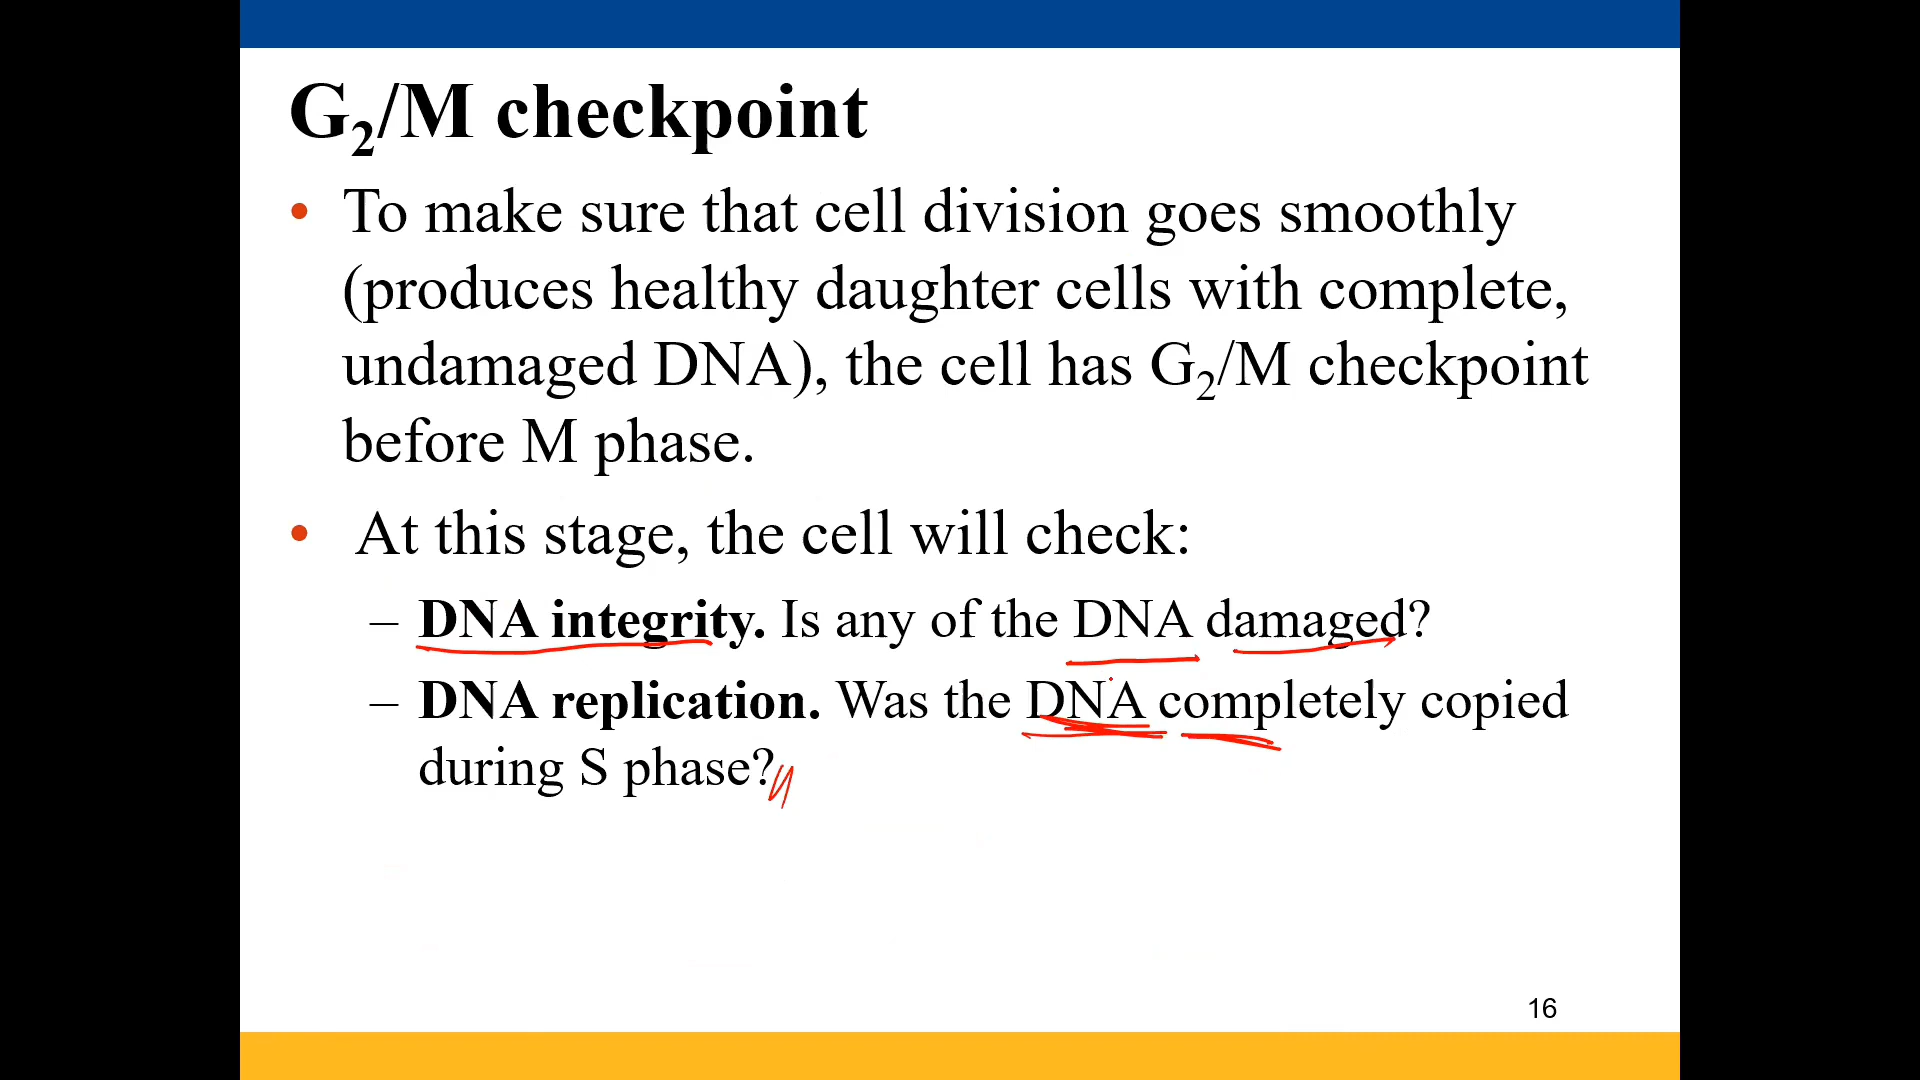 G₂/M checkpoint
• To make sure that cell division goes smoothly
(produces healthy daughter cells with complete,
undamaged DNA), the cell has G₂/M checkpoint
before M phase.
• At this stage, the cell will check:
– DNA integrity. Is any of the DNA damaged?
– DNA replication. Was the DNA completely copied
during S phase?
16